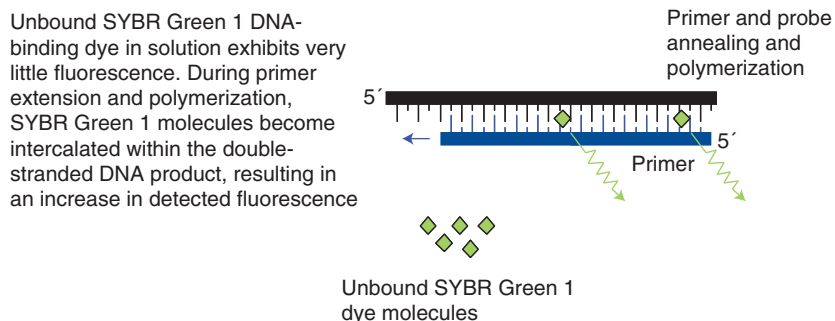 Unbound SYBR Green 1 DNA-
binding dye in solution exhibits very
little fluorescence. During primer
extension and polymerization,
SYBR Green 1 molecules become
intercalated within the double-
stranded DNA product, resulting in
an increase in detected fluorescence
Primer and probe
annealing and
polymerization
5´
5´
Primer
Unbound SYBR Green 1
dye molecules